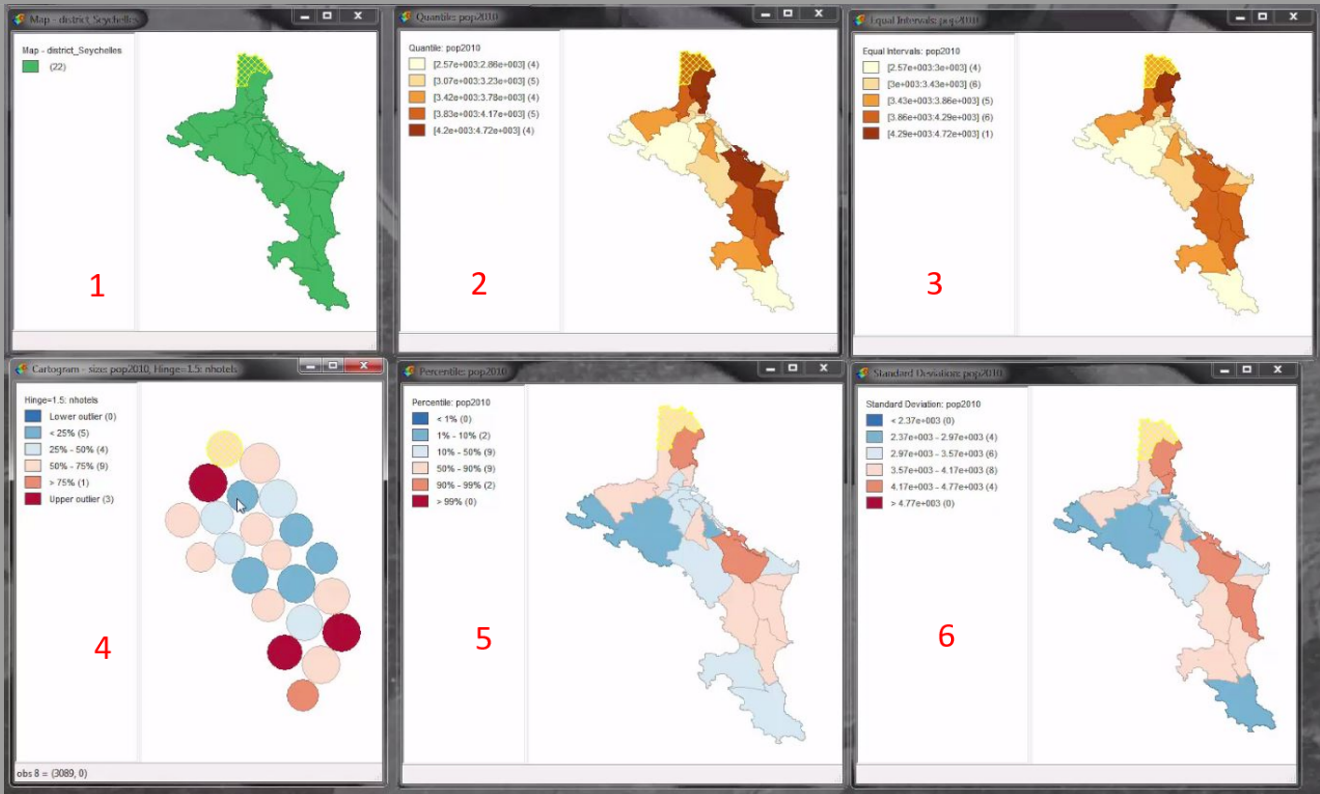 Map - district_Seychelles
Map - district_Seychelles
(22)
1
Quantile: pop2010
Quantile: pop2010
[2.57e+003:2.86e+003] (4)
[3.07e+003:3.23e+003] (5)
[3.42e+003:3.78e+003] (4)
[3.83e+003:4.17e+003] (5)
[4.2e+003:4.72e+003] (4)
2
Equal Intervals: pop2010
Equal Intervals: pop2010
[2.57e+003:3e+003] (4)
[3e+003:3.43e+003] (6)
[3.43e+003:3.86e+003] (5)
[3.86e+003:4.29e+003] (6)
[4.29e+003:4.72e+003] (1)
3
Cartogram - size: pop2010, Hinge=1.5: nhotels
Hinge=1.5: nhotels
Lower outlier (0)
< 25% (5)
25% - 50% (4)
50% - 75% (9)
> 75% (1)
Upper outlier (3)
4
obs 8 = (3089, 0)
Percentile: pop2010
Percentile: pop2010
< 1% (0)
1% - 10% (2)
10% - 50% (9)
50% - 90% (9)
90% - 99% (2)
> 99% (0)
5
Standard Deviation: pop2010
Standard Deviation: pop2010
< 2.37e+003 (0)
2.37e+003 - 2.97e+003 (4)
2.97e+003 - 3.57e+003 (6)
3.57e+003 - 4.17e+003 (8)
4.17e+003 - 4.77e+003 (4)
> 4.77e+003 (0)
6